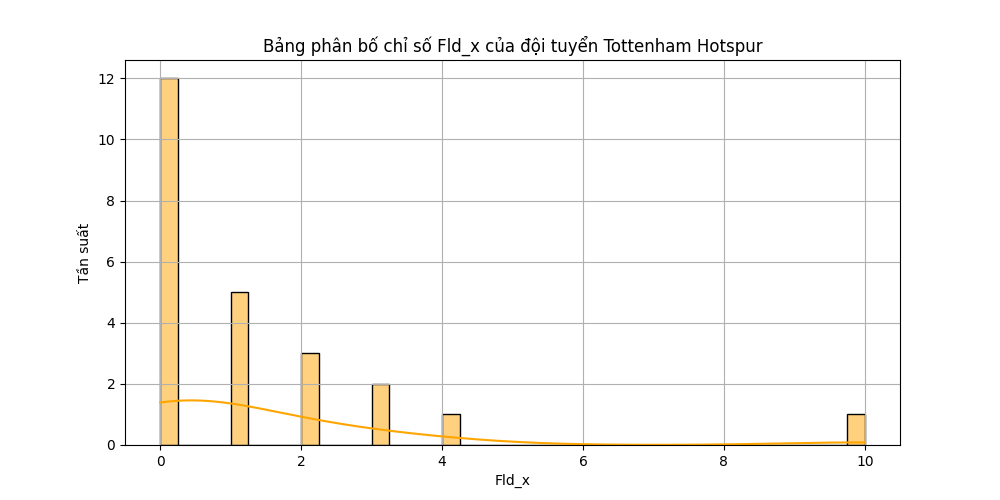 Bảng phân bố chỉ số Fld_x của đội tuyển Tottenham Hotspur
12
10
8
6
4
2
0
Tần suất
0 2 4 6 8 10
Fld_x